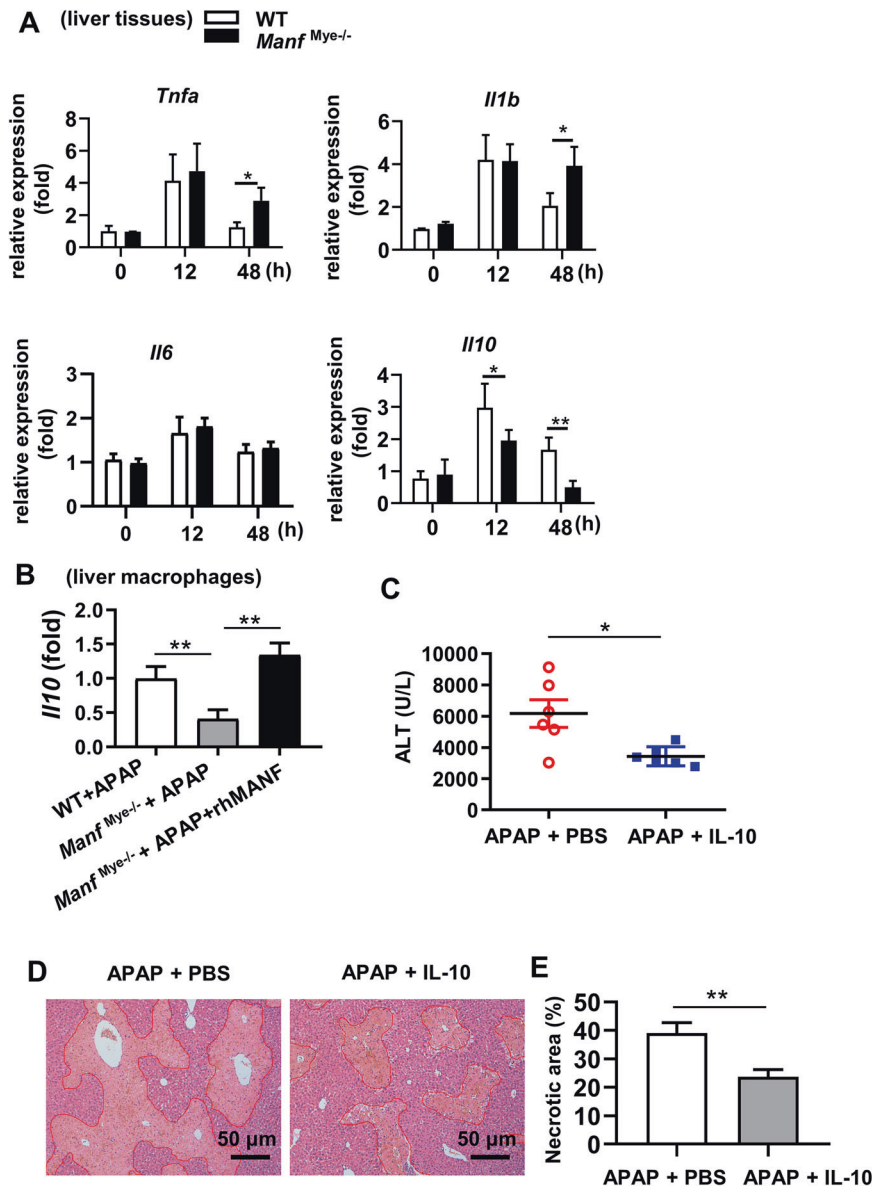 A (liver tissues) WT
Manf Mye-/-
Tnfa
relative expression
(fold)
8
6
4
2
0
*
0 12 48 (h)
Il1b
relative expression
(fold)
6
4
2
0
*
0 12 48 (h)
Il6
relative expression
(fold)
3
2
1
0
0 12 48 (h)
Il10
relative expression
(fold)
4
3
2
1
0
*
**
0 12 48 (h)
B (liver macrophages)
Il10 (fold)
2.0
1.5
1.0
0.5
0.0
** **
WT+APAP
Manf Mye-/- + APAP
Manf Mye-/- + APAP+rhMANF
C
*
ALT (U/L)
10000
8000
6000
4000
2000
0
APAP + PBS APAP + IL-10
D APAP + PBS APAP + IL-10
50 μm 50 μm
E
**
Necrotic area (%)
50
40
30
20
10
0
APAP + PBS APAP + IL-10